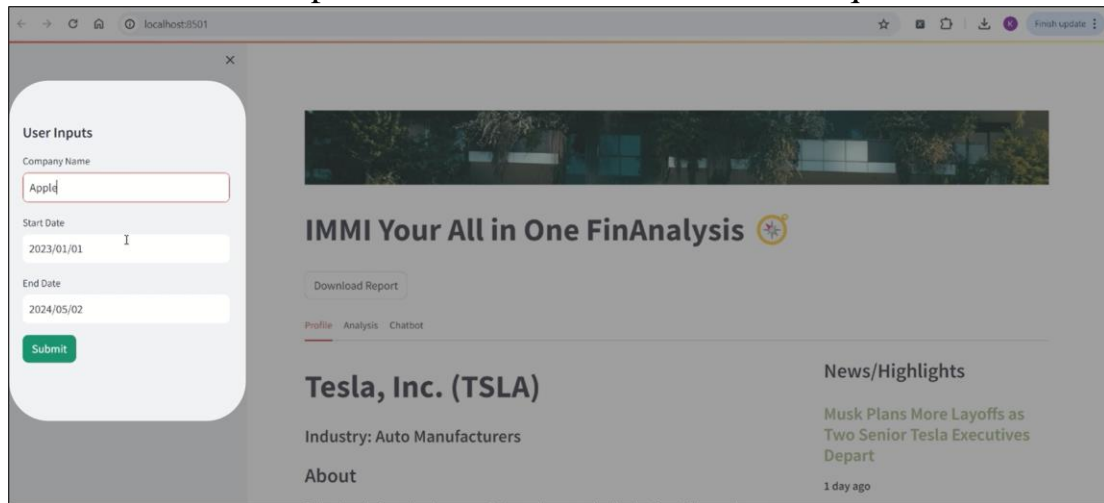 localhost:8501
Finish update
User Inputs
Company Name
Apple
Start Date
2023/01/01
End Date
2024/05/02
Submit
IMMI Your All in One FinAnalysis
Download Report
Profile Analysis Chatbot
Tesla, Inc. (TSLA)
Industry: Auto Manufacturers
About
News/Highlights
Musk Plans More Layoffs as
Two Senior Tesla Executives
Depart
1 day ago